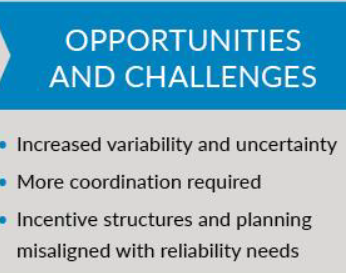 OPPORTUNITIES
AND CHALLENGES
• Increased variability and uncertainty
• More coordination required
• Incentive structures and planning
misaligned with reliability needs